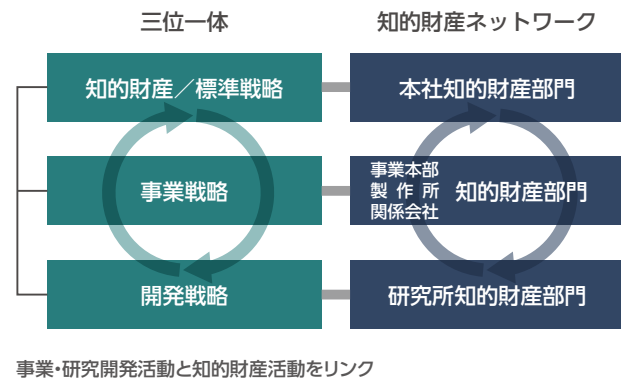 三位一体
知的財産ネットワーク
知的財産／標準戦略
本社知的財産部門
事業戦略
事業本部
製作所
関係会社
知的財産部門
開発戦略
研究所知的財産部門
事業・研究開発活動と知的財産活動をリンク